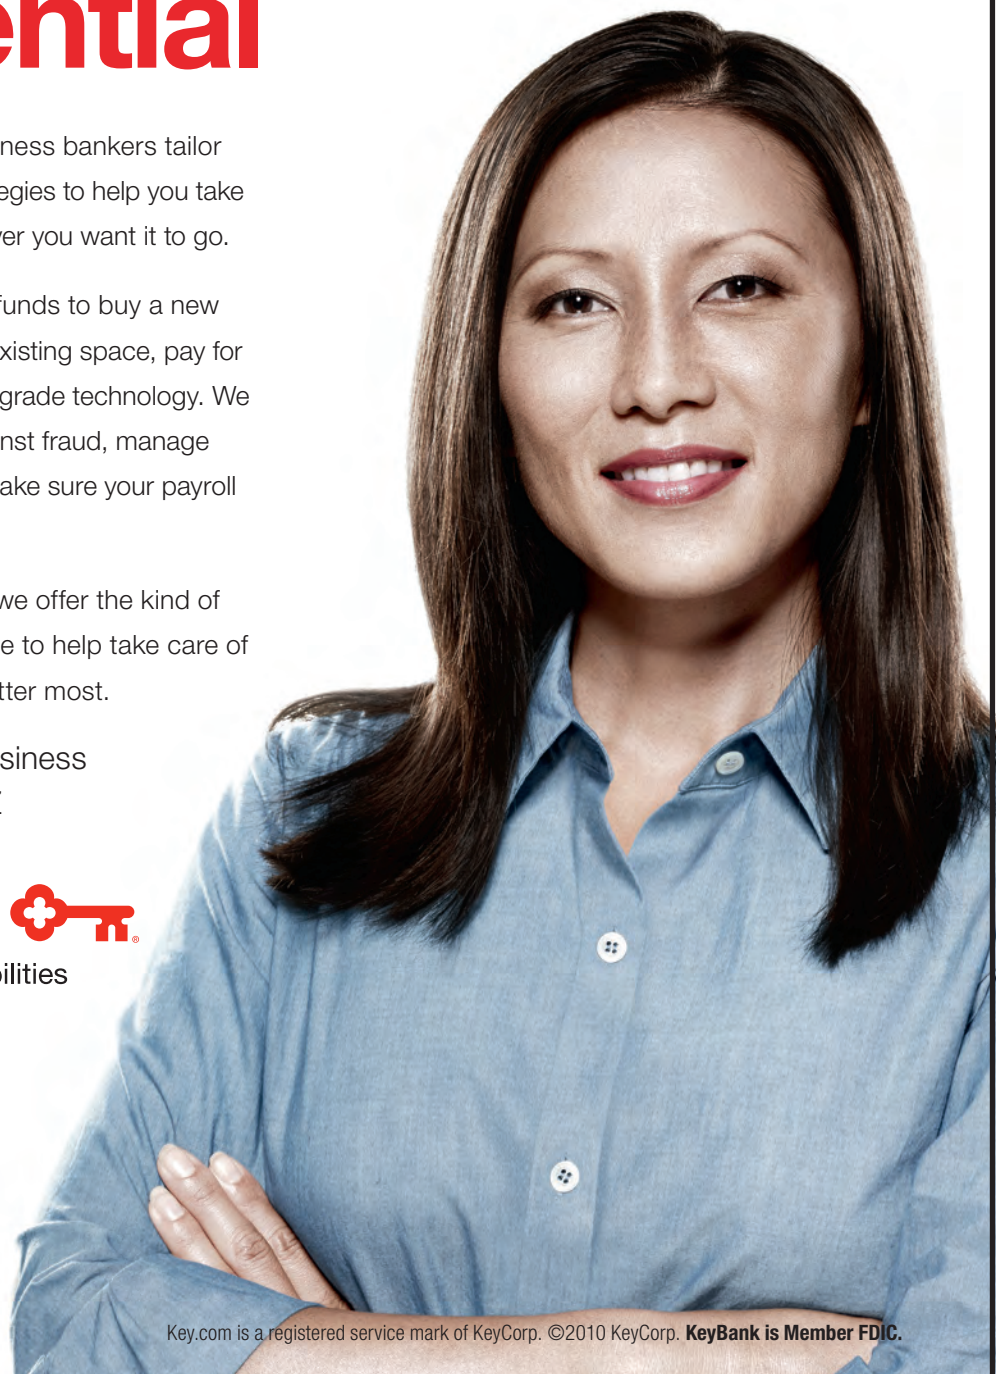 ential
ness bankers tailor
egies to help you take
ver you want it to go.
funds to buy a new
xisting space, pay for
grade technology. We
nst fraud, manage
ake sure your payroll
we offer the kind of
e to help take care of
tter most.
siness
®
ilities
Key.com is a registered service mark of KeyCorp. ©2010 KeyCorp. KeyBank is Member FDIC.